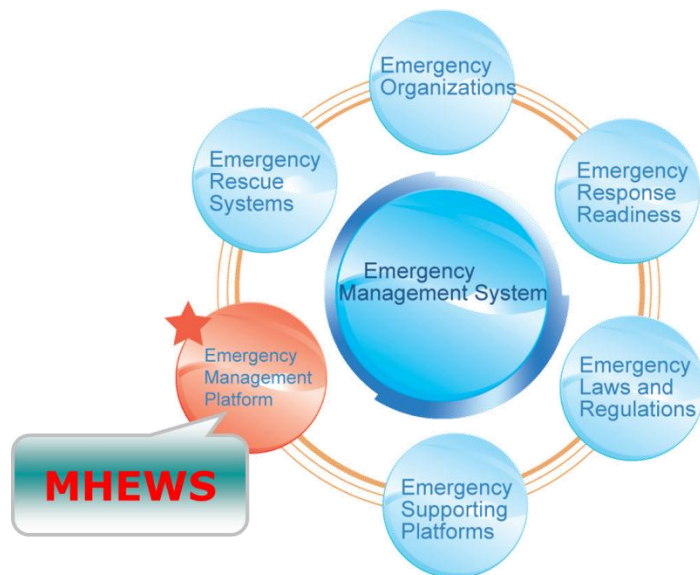 Emergency
Organizations
Emergency
Rescue
Systems
Emergency
Response
Readiness
Emergency
Management System
Emergency
Management
Platform
Emergency
Laws and
Regulations
MHEWS
Emergency
Supporting
Platforms